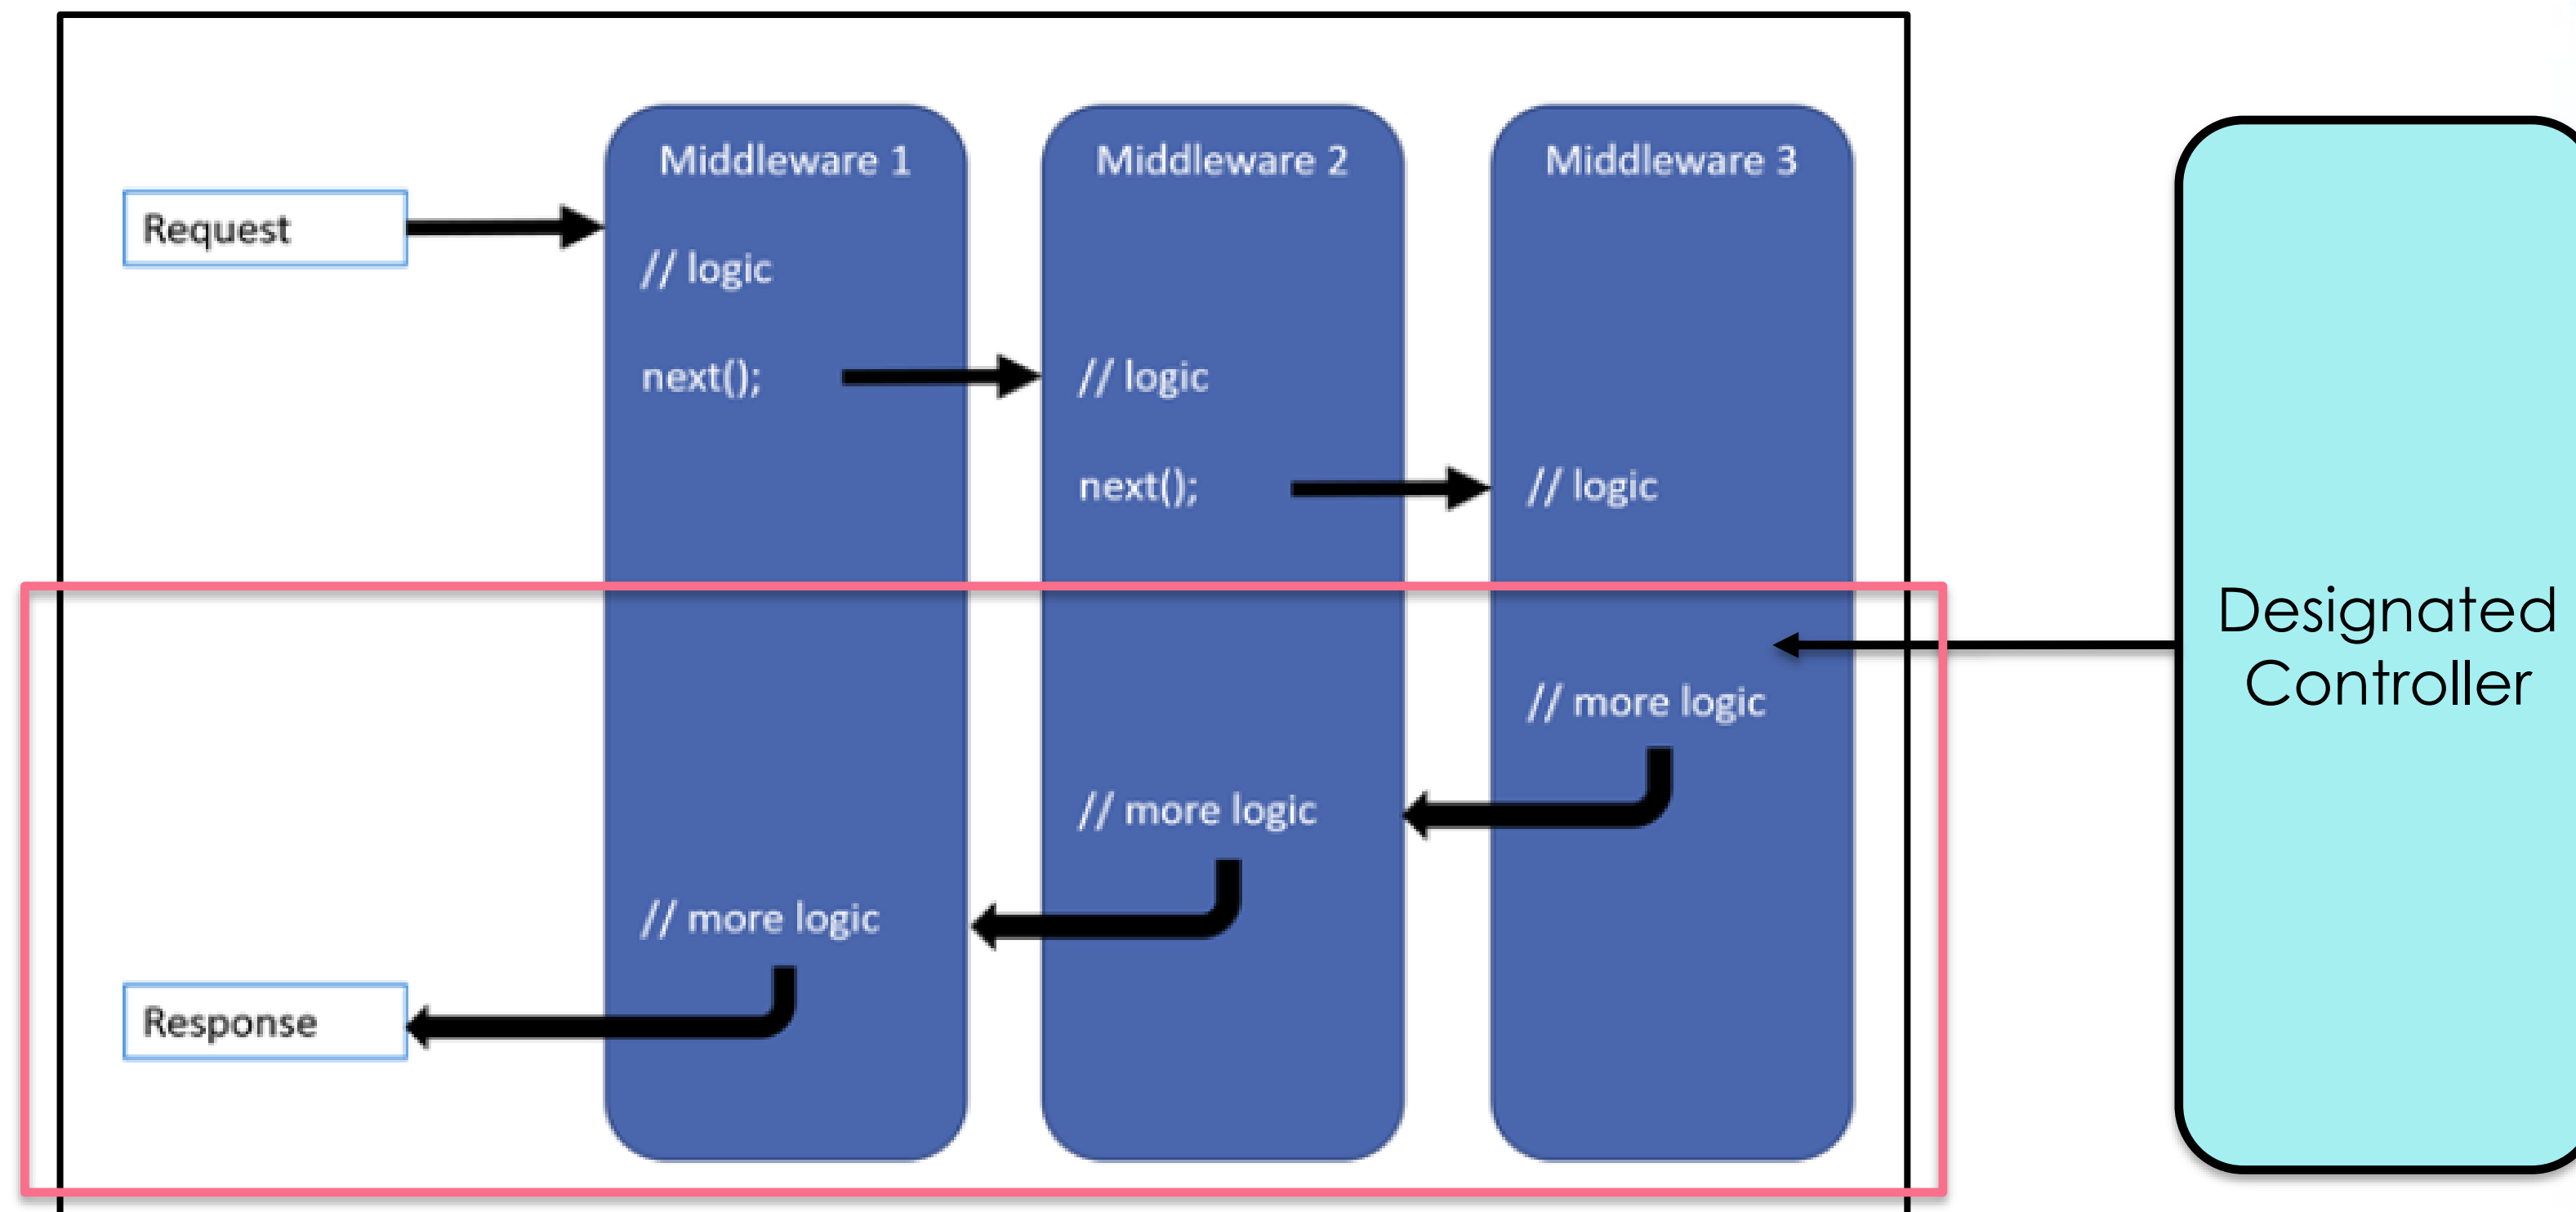 Middleware 1
Middleware 2
Middleware 3
Request
// logic
next();
// logic
next();
// logic
Designated
Controller
// more logic
// more logic
// more logic
Response